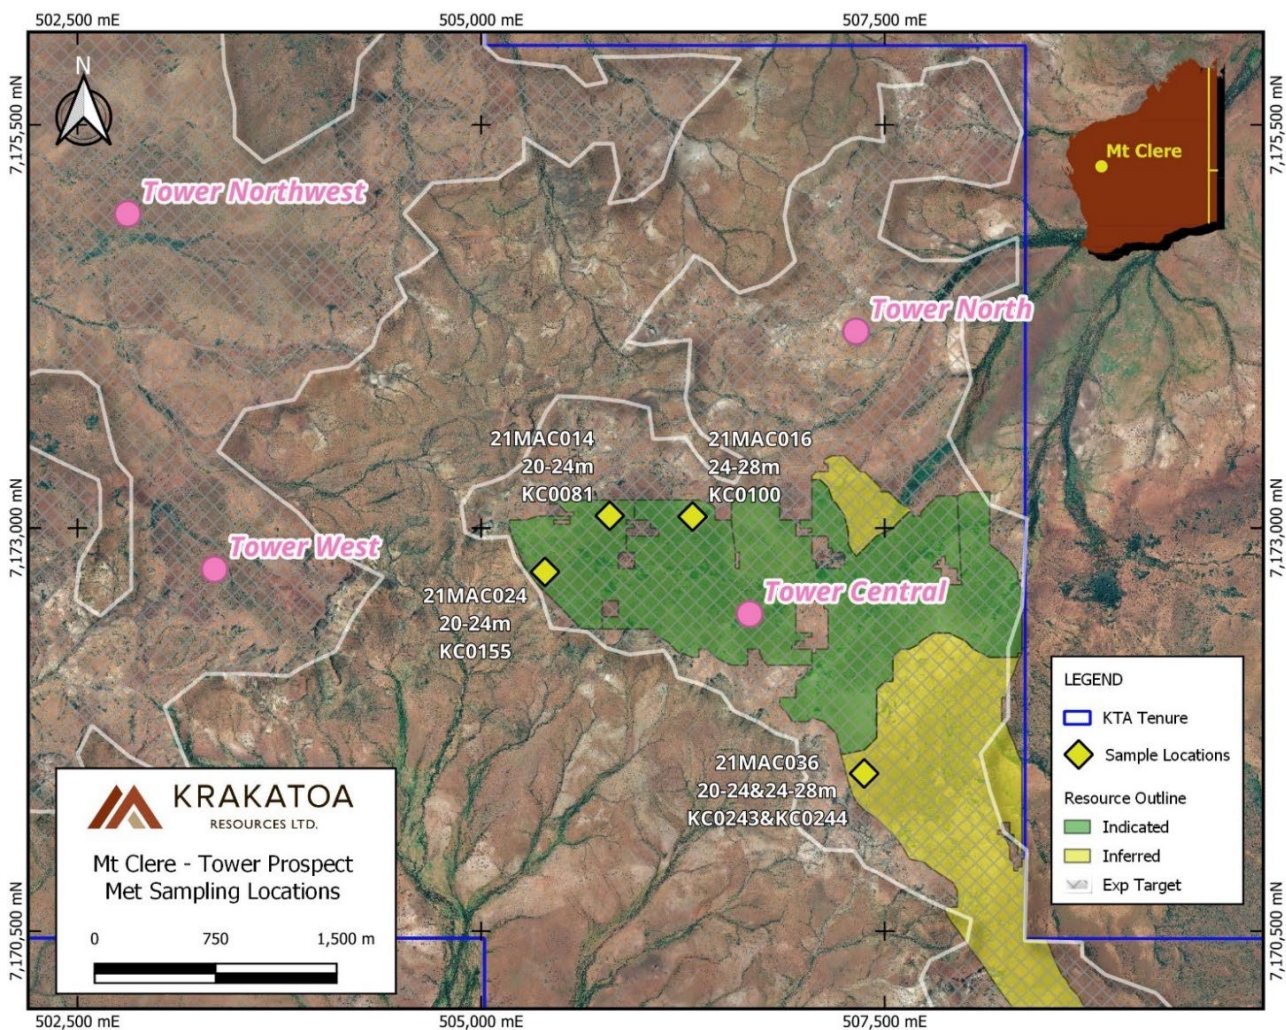 502,500 mE
505,000 mE
507,500 mE
N
7,175,500 mN
7,175,500 mN
Mt Clere
Tower Northwest
Tower North
21MAC014
20-24m
KC0081
21MAC016
24-28m
KC0100
7,173,000 mN
7,173,000 mN
Tower West
Tower Central
21MAC024
20-24m
KC0155
LEGEND
KTA Tenure
Sample Locations
Resource Outline
Indicated
Inferred
Exp Target
21MAC036
20-24&24-28m
KC0243&KC0244
KRAKATOA
RESOURCES LTD.
Mt Clere - Tower Prospect
Met Sampling Locations
0
750
1,500 m
7,170,500 mN
7,170,500 mN
502,500 mE
505,000 mE
507,500 mE